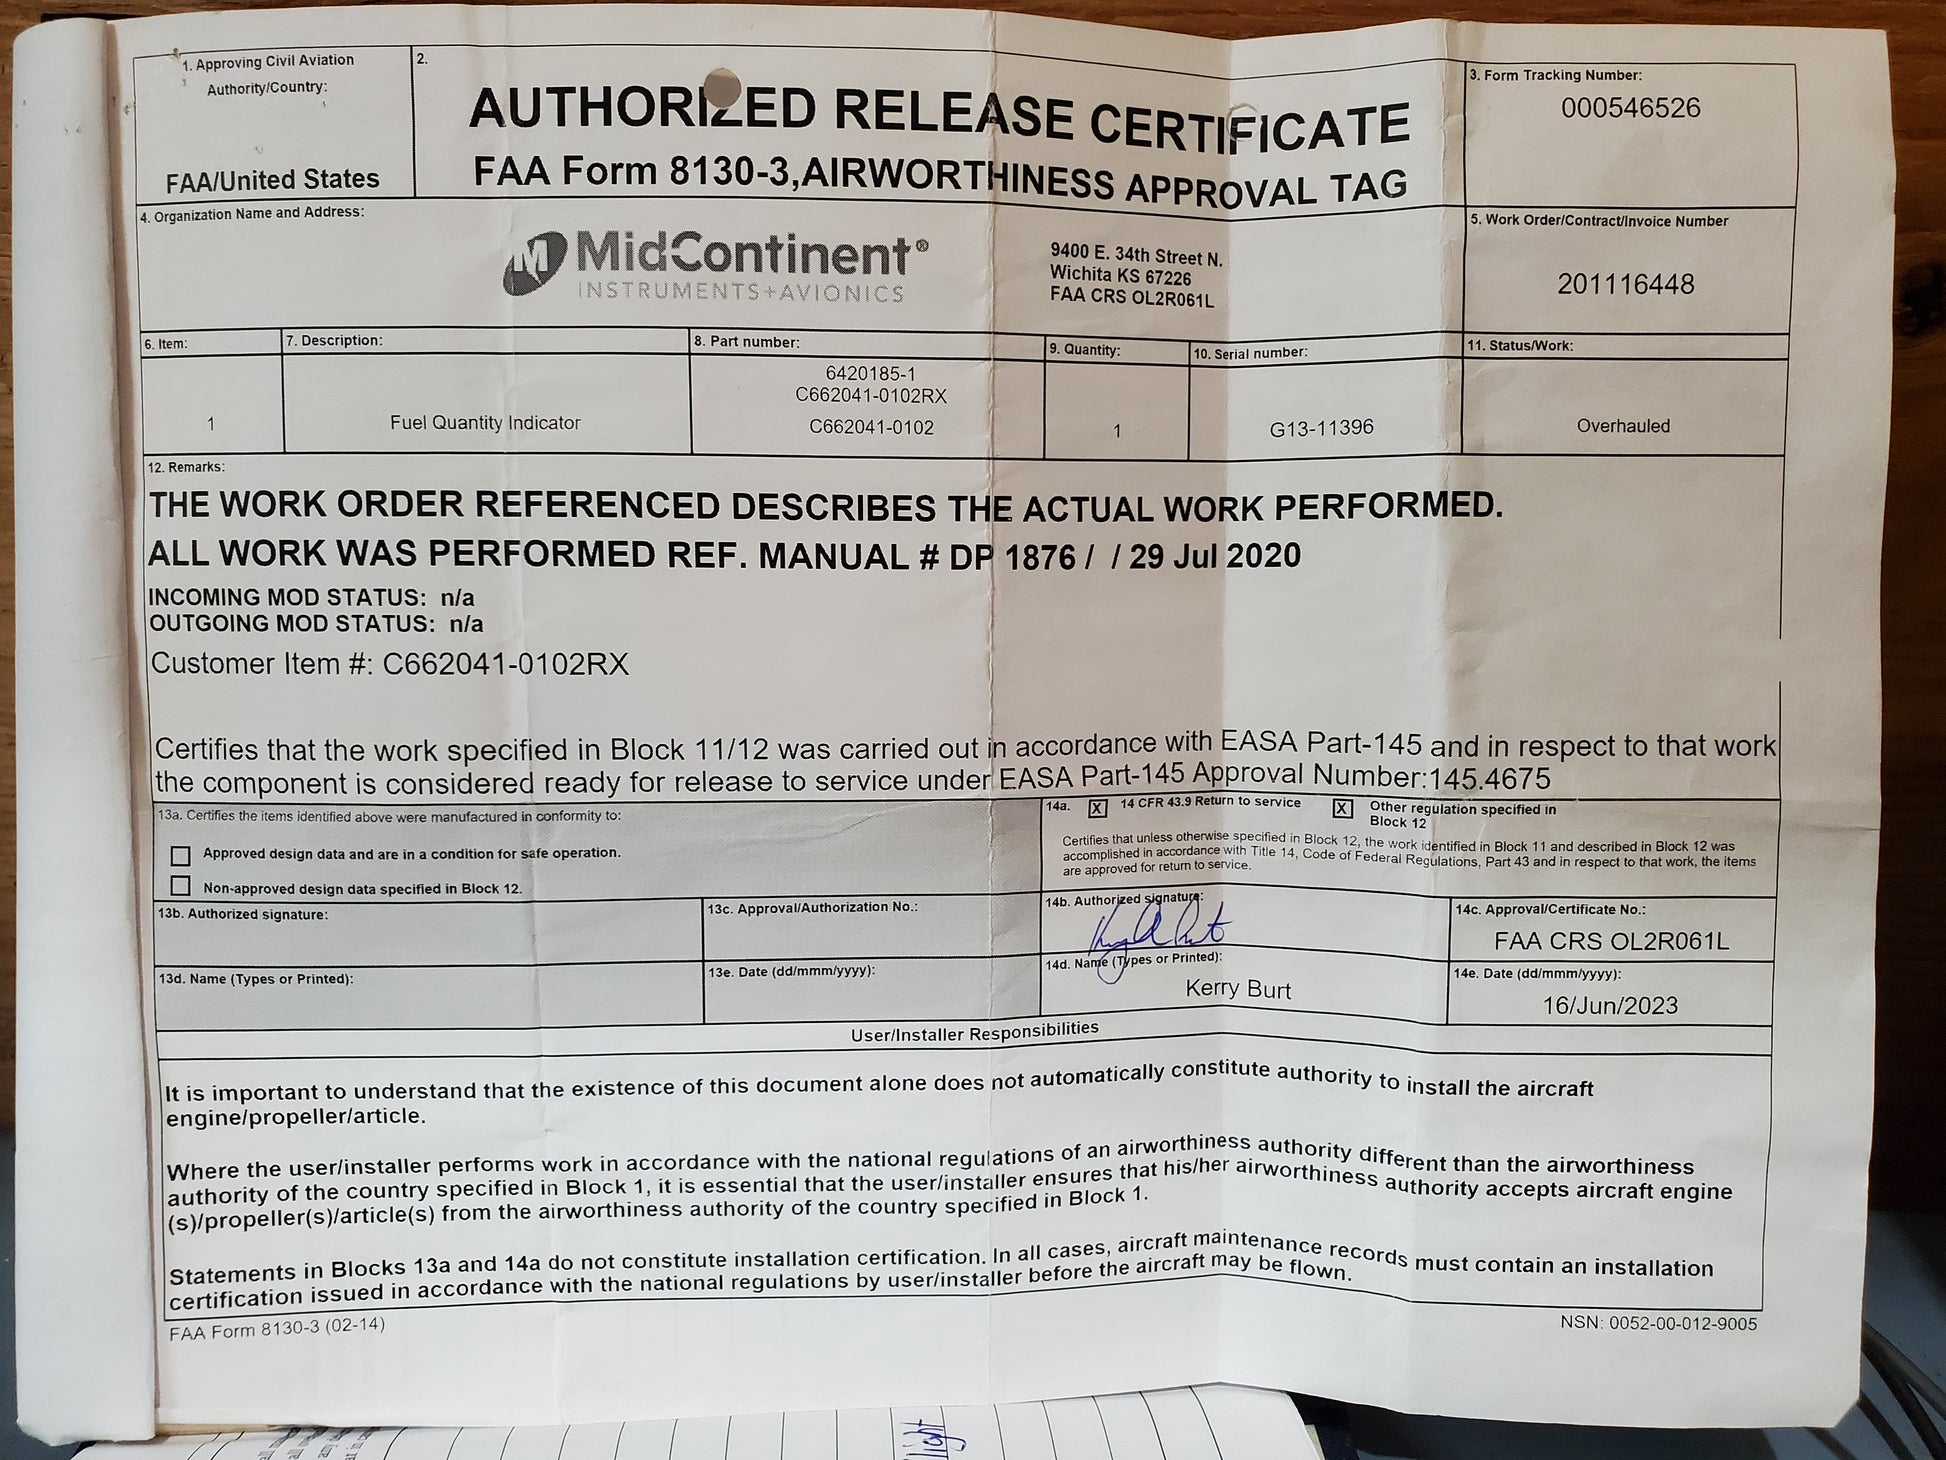 1. Approving Civil Aviation
Authority/Country:
FAA/United States
2.
AUTHORIZED RELEASE CERTIFICATE
FAA Form 8130-3,AIRWORTHINESS APPROVAL TAG
3. Form Tracking Number:
000546526
4. Organization Name and Address:
M MidContinent®
INSTRUMENTS+AVIONICS
9400 E. 34th Street N.
Wichita KS 67226
FAA CRS OL2R061L
5. Work Order/Contract/Invoice Number
201116448
6. Item:
7. Description:
8. Part number:
9. Quantity:
10. Serial number:
11. Status/Work:
6420185-1
C662041-0102RX
1
Fuel Quantity Indicator
C662041-0102
1
G13-11396
Overhauled
12. Remarks:
THE WORK ORDER REFERENCED DESCRIBES THE ACTUAL WORK PERFORMED.
ALL WORK WAS PERFORMED REF. MANUAL # DP 1876 / / 29 Jul 2020
INCOMING MOD STATUS: n/a
OUTGOING MOD STATUS: n/a
Customer Item #: C662041-0102RX
Certifies that the work specified in Block 11/12 was carried out in accordance with EASA Part-145 and in respect to that work
the component is considered ready for release to service under EASA Part-145 Approval Number:145.4675
13a. Certifies the items identified above were manufactured in conformity to:
Approved design data and are in a condition for safe operation.
Non-approved design data specified in Block 12.
14a. X 14 CFR 43.9 Return to service X Other regulation specified in
Block 12
Certifies that unless otherwise specified in Block 12, the work identified in Block 11 and described in Block 12 was
accomplished in accordance with Title 14, Code of Federal Regulations, Part 43 and in respect to that work, the items
are approved for return to service.
13b. Authorized signature:
13c. Approval/Authorization No.:
14b. Authorized signature:
14c. Approval/Certificate No.:
FAA CRS OL2R061L
13d. Name (Types or Printed):
13e. Date (dd/mmm/yyyy):
14d. Name (Types or Printed):
Kerry Burt
14e. Date (dd/mmm/yyyy):
16/Jun/2023
User/Installer Responsibilities
It is important to understand that the existence of this document alone does not automatically constitute authority to install the aircraft
engine/propeller/article.
Where the user/installer performs work in accordance with the national regulations of an airworthiness authority different than the airworthiness
authority of the country specified in Block 1, it is essential that the user/installer ensures that his/her airworthiness authority accepts aircraft engine
(s)/propeller(s)/article(s) from the airworthiness authority of the country specified in Block 1.
Statements in Blocks 13a and 14a do not constitute installation certification. In all cases, aircraft maintenance records must contain an installation
certification issued in accordance with the national regulations by user/installer before the aircraft may be flown.
FAA Form 8130-3 (02-14)
NSN: 0052-00-012-9005